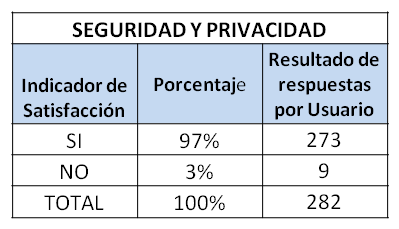 SEGURIDAD Y PRIVACIDAD
Indicador de Satisfacción Porcentaje Resultado de respuestas por Usuario
SI 97% 273
NO 3% 9
TOTAL 100% 282